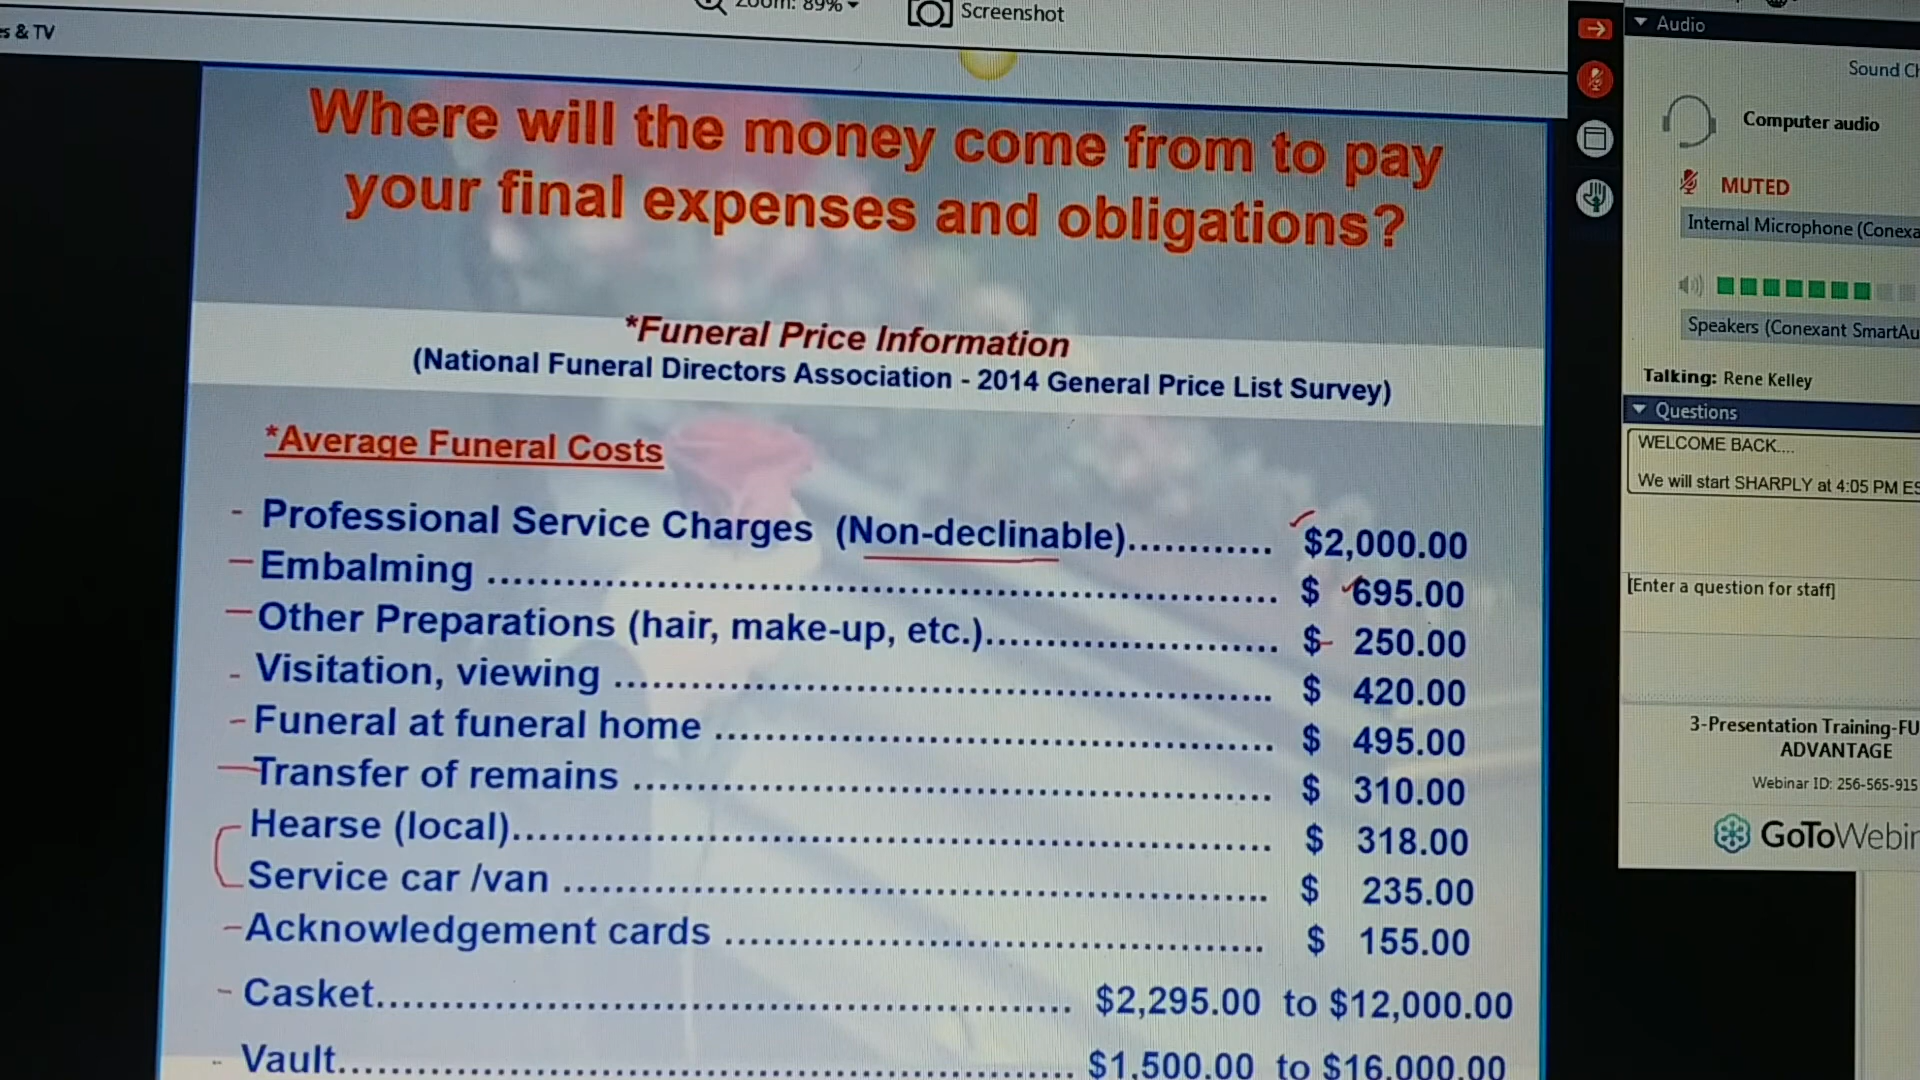 es & TV
Zoom: 89%
Screenshot
Where will the money come from to pay
your final expenses and obligations?
*Funeral Price Information
(National Funeral Directors Association - 2014 General Price List Survey)
*Average Funeral Costs
- Professional Service Charges (Non-declinable)............ $2,000.00
Embalming ................................ $ 695.00
Other Preparations (hair, make-up, etc.)................ $ 250.00
- Visitation, viewing ................................ $ 420.00
Funeral at funeral home ................................ $ 495.00
Transfer of remains ................................ $ 310.00
Hearse (local)................................ $ 318.00
Service car /van ................................ $ 235.00
Acknowledgement cards ................................ $ 155.00
- Casket................................ $2,295.00 to $12,000.00
- Vault................................ $1,500.00 to $16,000.00
Audio
Sound Ch
Computer audio
MUTED
Internal Microphone (Conexa
Speakers (Conexant SmartAu
Talking: Rene Kelley
Questions
WELCOME BACK....
We will start SHARPLY at 4:05 PM ES
[Enter a question for staff]
3-Presentation Training-FU
ADVANTAGE
Webinar ID: 256-565-915
GoToWebin